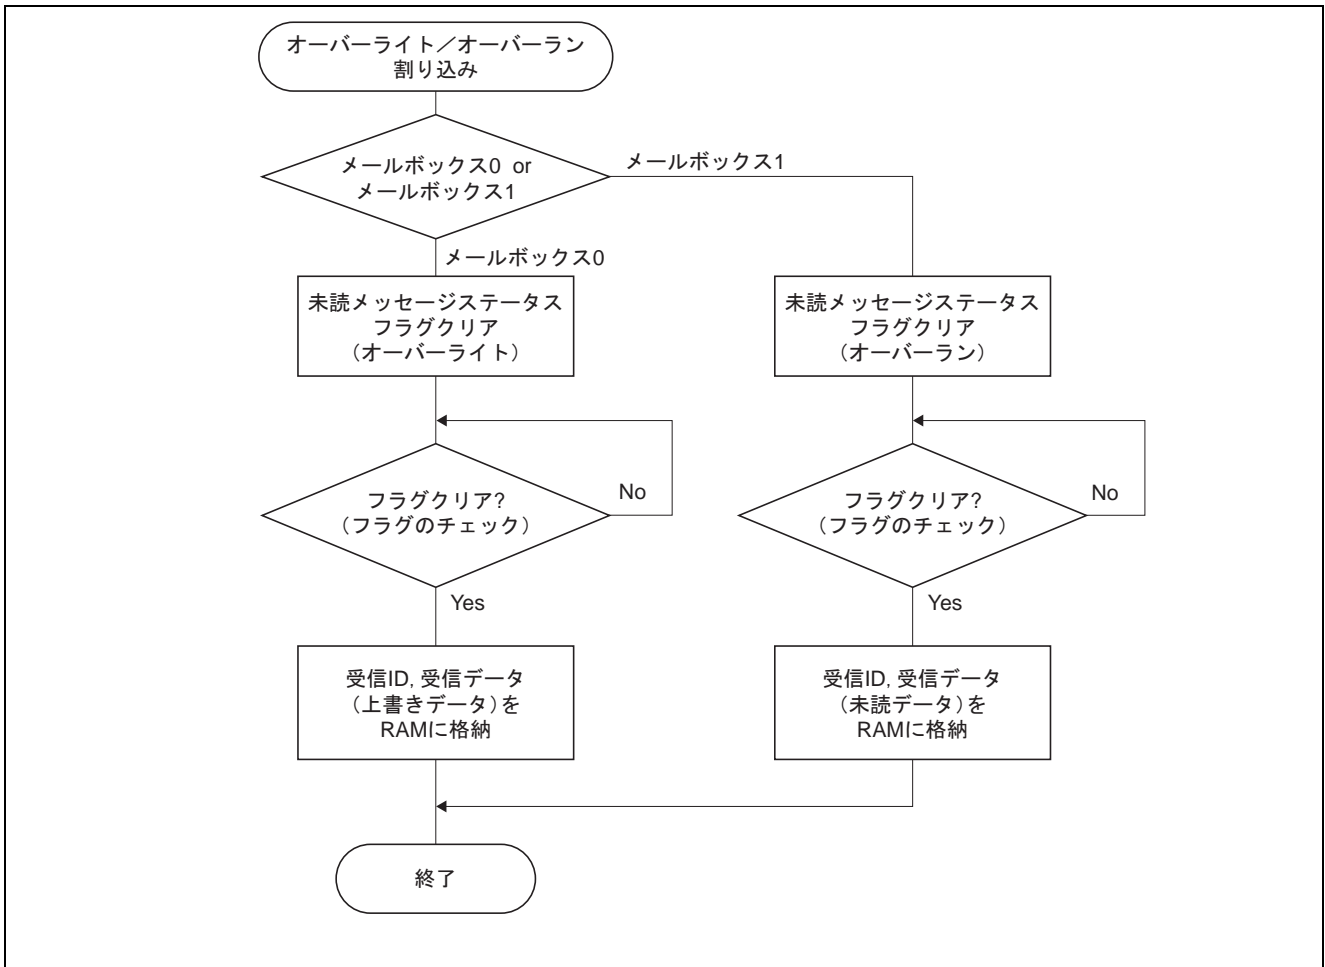 オーバーライト／オーバーラン
割り込み
メールボックス0 or
メールボックス1
メールボックス1
メールボックス0
未読メッセージステータス
フラグクリア
（オーバーライト）
フラグクリア?
（フラグのチェック）
No
Yes
受信ID, 受信データ
（上書きデータ）を
RAMに格納
未読メッセージステータス
フラグクリア
（オーバーラン）
フラグクリア?
（フラグのチェック）
No
Yes
受信ID, 受信データ
（未読データ）を
RAMに格納
終了